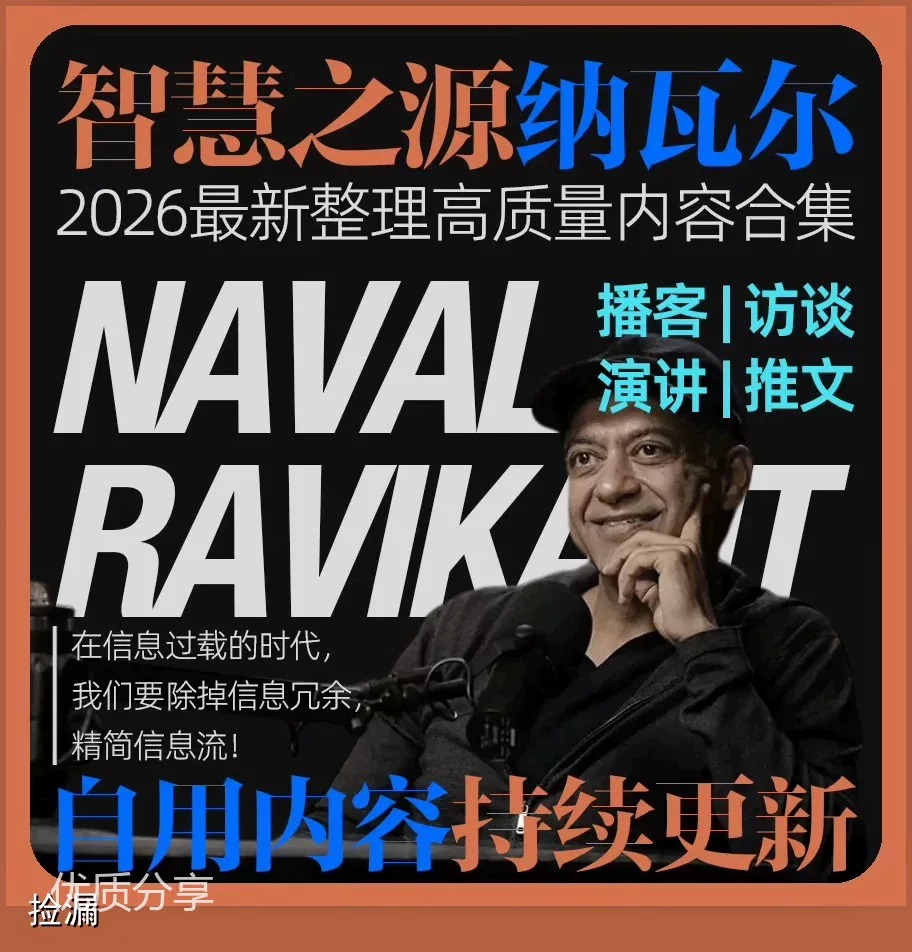 智慧之源纳瓦尔
2026最新整理高质量内容合集
NAVAL
播客|访谈
演讲|推文
RAVIKANT
在信息过载的时代，
我们要除掉信息冗余，
精简信息流！
自用内容持续更新
优质分享
捡漏